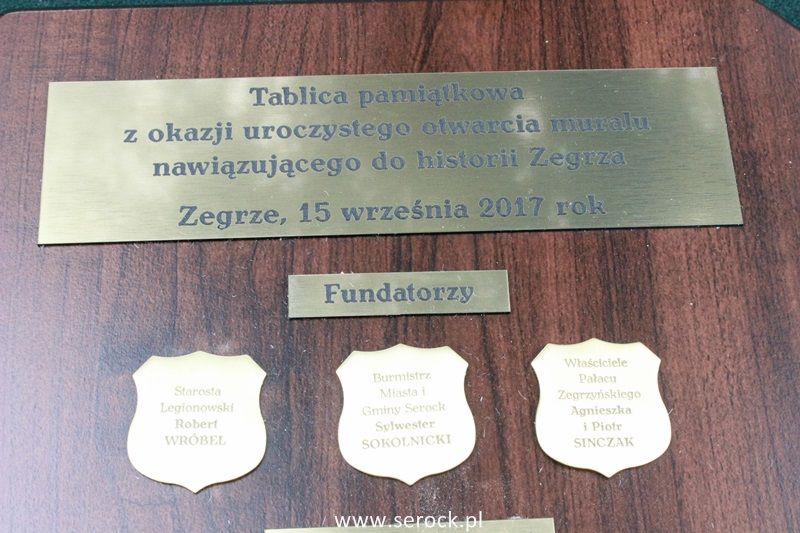 Tablica pamiątkowa
z okazji uroczystego otwarcia muralu
nawiązującego do historii Zegrza
Zegrze, 15 września 2017 rok
Fundatorzy
Starosta
Legionowski
Robert
WRÓBEL
Burmistrz
Miasta i
Gminy Serock
Sylwester
SOKOLNICKI
Właściciele
Pałacu
Zegrzyńskiego
Agnieszka
i Piotr
SINCZAK
www.serock.pl